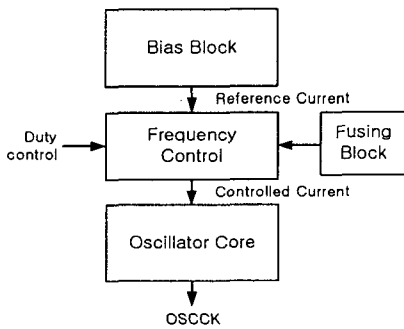 Bias Block
Reference Current
Duty
control
Frequency
Control
Fusing
Block
Controlled Current
Oscillator Core
OSCCK